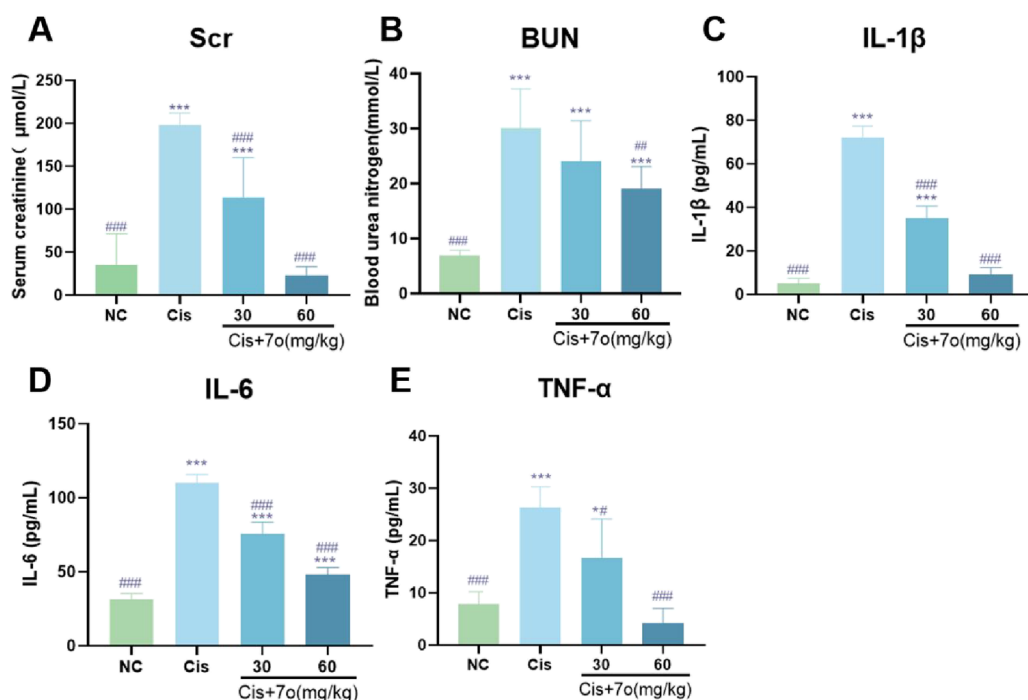 A
Scr
Serum creatinine( μmol/L)
250
200
150
100
50
0
###
***
###
***
###
NC
Cis
30
60
Cis+7o(mg/kg)
B
BUN
Blood urea nitrogen(mmol/L)
40
30
20
10
0
###
***
***
##
***
NC
Cis
30
60
Cis+7o(mg/kg)
C
IL-1β
IL-1β (pg/mL)
100
80
60
40
20
0
###
***
###
***
###
NC
Cis
30
60
Cis+7o(mg/kg)
D
IL-6
IL-6 (pg/mL)
150
100
50
0
###
***
###
***
###
***
NC
Cis
30
60
Cis+7o(mg/kg)
E
TNF-α
TNF-α (pg/mL)
40
30
20
10
0
###
***
*#
###
NC
Cis
30
60
Cis+7o(mg/kg)